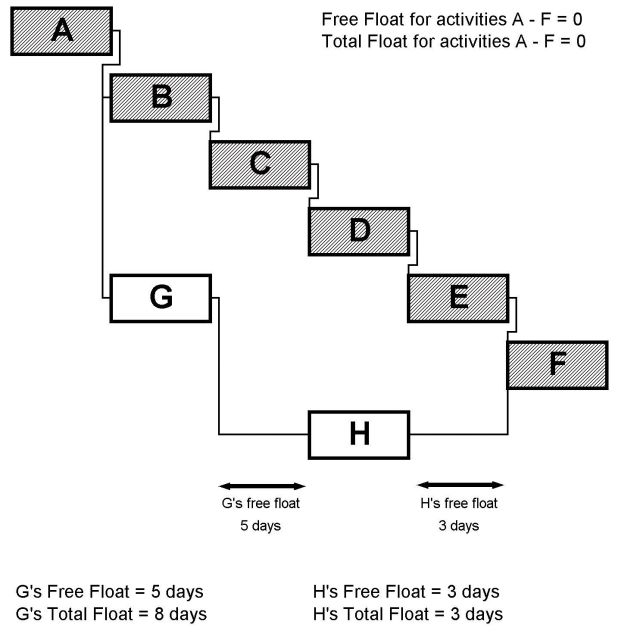 A
Free Float for activities A - F = 0
Total Float for activities A - F = 0
B
C
D
G
E
F
H
G's free float
5 days
H's free float
3 days
G's Free Float = 5 days
G's Total Float = 8 days
H's Free Float = 3 days
H's Total Float = 3 days